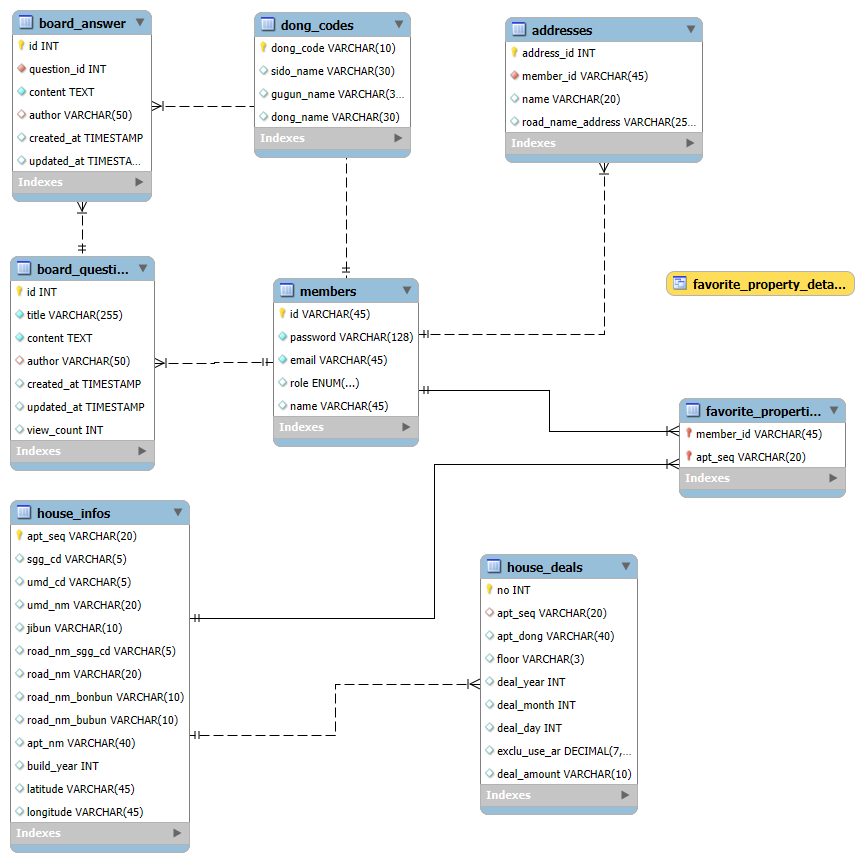 board_answer
id INT
question_id INT
content TEXT
author VARCHAR(50)
created_at TIMESTAMP
updated_at TIMESTA...
Indexes
dong_codes
dong_code VARCHAR(10)
sido_name VARCHAR(30)
gugun_name VARCHAR(3...
dong_name VARCHAR(30)
Indexes
addresses
address_id INT
member_id VARCHAR(45)
name VARCHAR(20)
road_name_address VARCHAR(25...
Indexes
board_questi...
id INT
title VARCHAR(255)
content TEXT
author VARCHAR(50)
created_at TIMESTAMP
updated_at TIMESTAMP
view_count INT
Indexes
members
id VARCHAR(45)
password VARCHAR(128)
email VARCHAR(45)
role ENUM(...)
name VARCHAR(45)
Indexes
favorite_property_deta...
favorite_properti...
member_id VARCHAR(45)
apt_seq VARCHAR(20)
Indexes
house_infos
apt_seq VARCHAR(20)
sgg_cd VARCHAR(5)
umd_cd VARCHAR(5)
umd_nm VARCHAR(20)
jibun VARCHAR(10)
road_nm_sgg_cd VARCHAR(5)
road_nm VARCHAR(20)
road_nm_bonbun VARCHAR(10)
road_nm_bubun VARCHAR(10)
apt_nm VARCHAR(40)
build_year INT
latitude VARCHAR(45)
longitude VARCHAR(45)
Indexes
house_deals
no INT
apt_seq VARCHAR(20)
apt_dong VARCHAR(40)
floor VARCHAR(3)
deal_year INT
deal_month INT
deal_day INT
exclu_use_ar DECIMAL(7,...
deal_amount VARCHAR(10)
Indexes